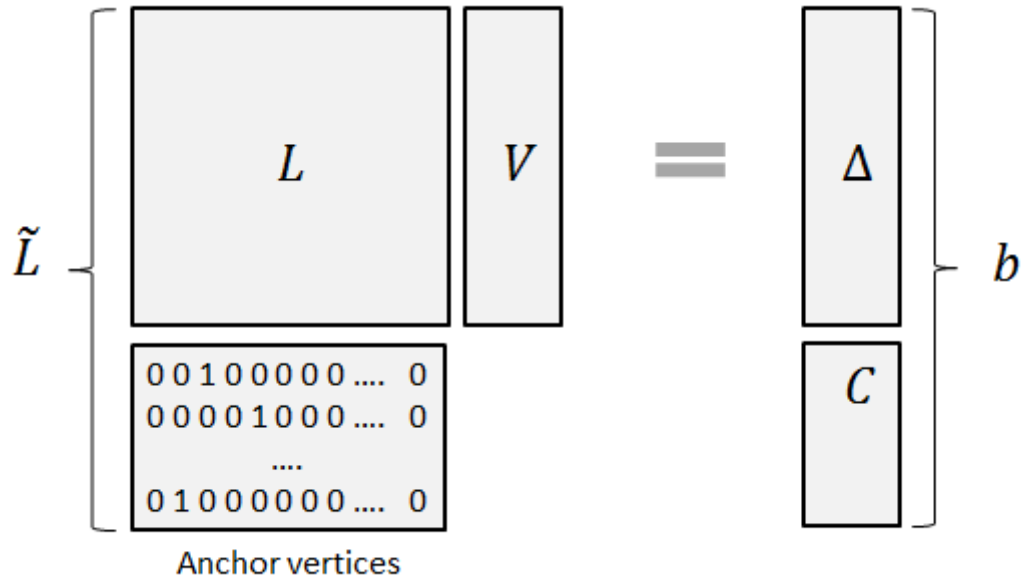 L V = Δ
L̃ b
0 0 1 0 0 0 0 0 .... 0
0 0 0 0 1 0 0 0 .... 0
....
0 1 0 0 0 0 0 0 .... 0
C
Anchor vertices